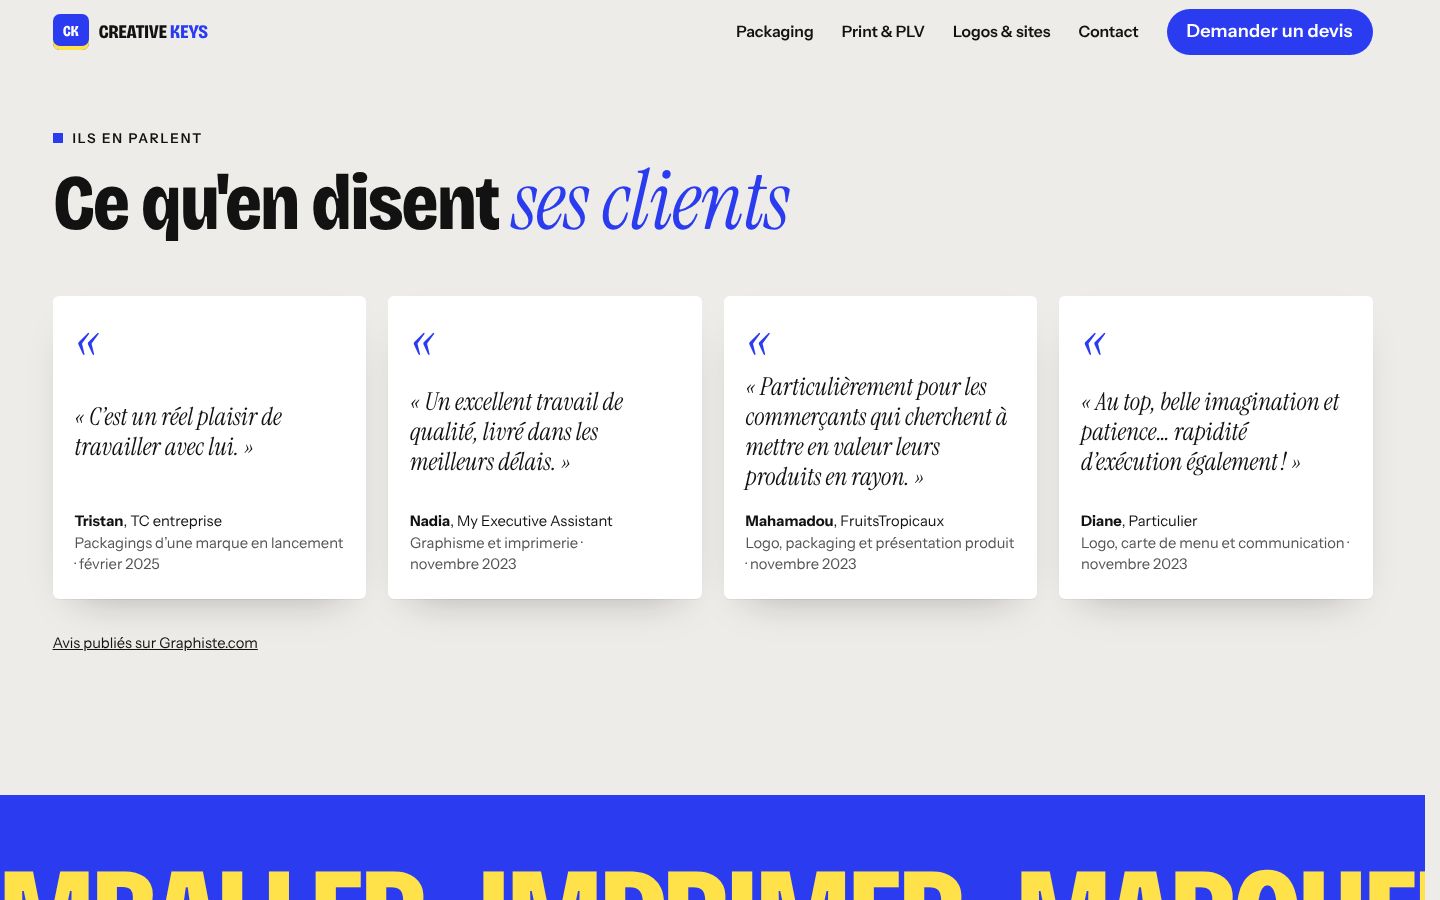 CK CREATIVE KEYS
Packaging Print & PLV Logos & sites Contact Demander un devis
ILS EN PARLENT
Ce qu'en disent ses clients
«
« C’est un réel plaisir de
travailler avec lui. »
Tristan, TC entreprise
Packagings d’une marque en lancement
· février 2025
«
« Un excellent travail de
qualité, livré dans les
meilleurs délais. »
Nadia, My Executive Assistant
Graphisme et imprimerie ·
novembre 2023
«
« Particulièrement pour les
commerçants qui cherchent à
mettre en valeur leurs
produits en rayon. »
Mahamadou, FruitsTropicaux
Logo, packaging et présentation produit
· novembre 2023
«
« Au top, belle imagination et
patience… rapidité
d’exécution également ! »
Diane, Particulier
Logo, carte de menu et communication ·
novembre 2023
Avis publiés sur Graphiste.com
MBALLER IMPRIMER MARQUE